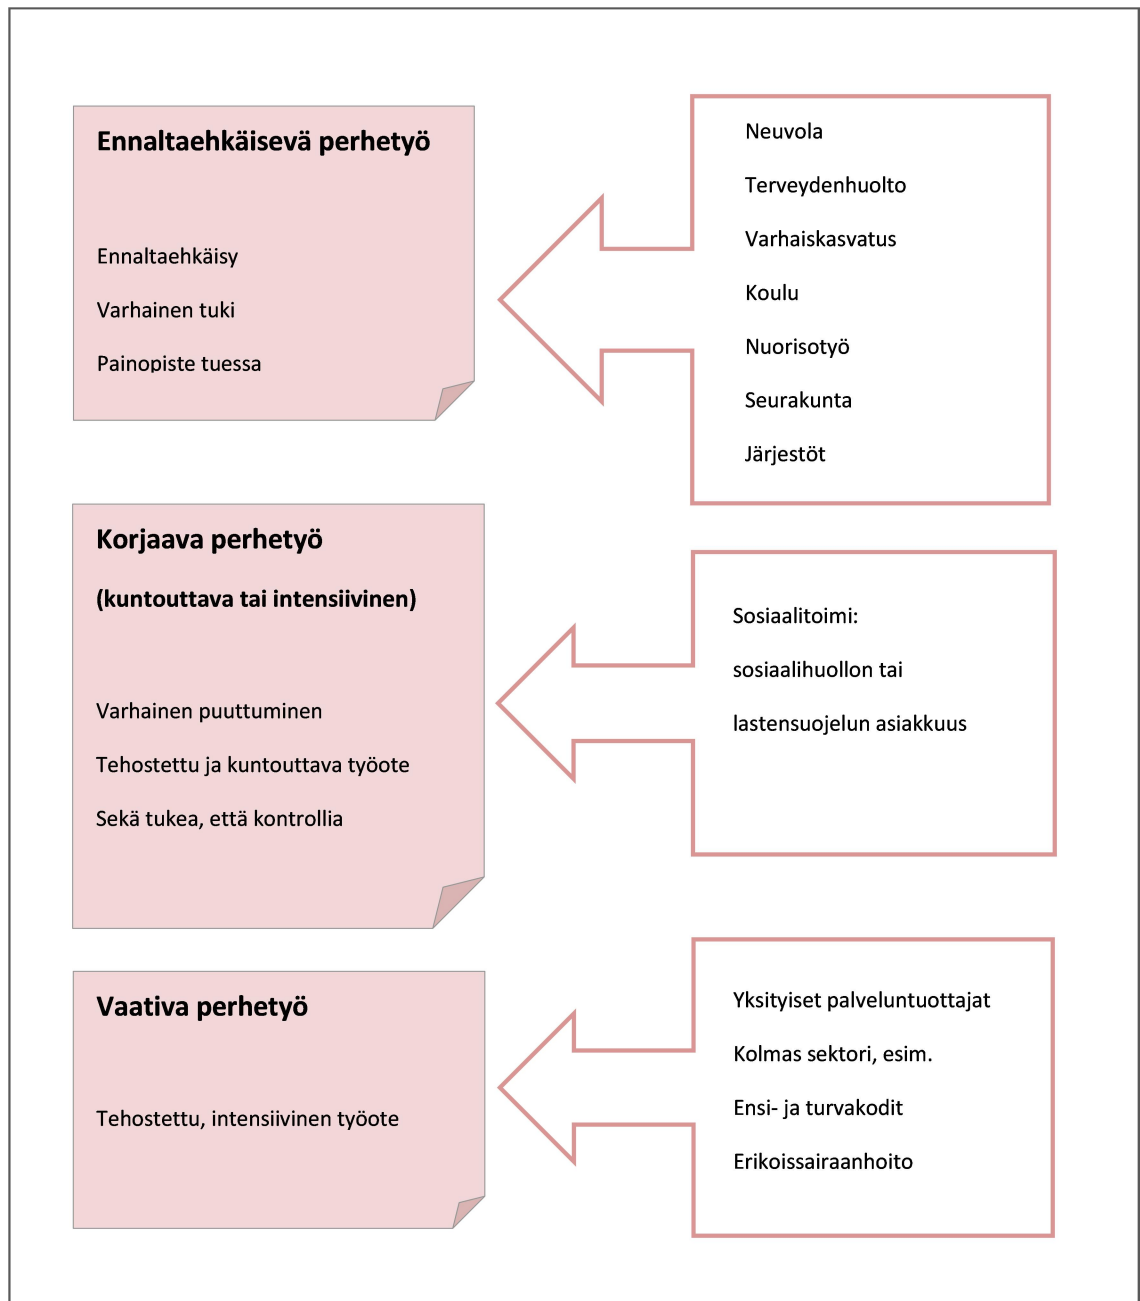 Ennaltaehkäisevä perhetyö
Ennaltaehkäisy
Varhainen tuki
Painopiste tuessa
Neuvola
Terveydenhuolto
Varhaiskasvatus
Koulu
Nuorisotyö
Seurakunta
Järjestöt
Korjaava perhetyö
(kuntouttava tai intensiivinen)
Varhainen puuttuminen
Tehostettu ja kuntouttava työote
Sekä tukea, että kontrollia
Sosiaalitoimi:
sosiaalihuollon tai
lastensuojelun asiakkuus
Vaativa perhetyö
Tehostettu, intensiivinen työote
Yksityiset palveluntuottajat
Kolmas sektori, esim.
Ensi- ja turvakodit
Erikoissairaanhoito